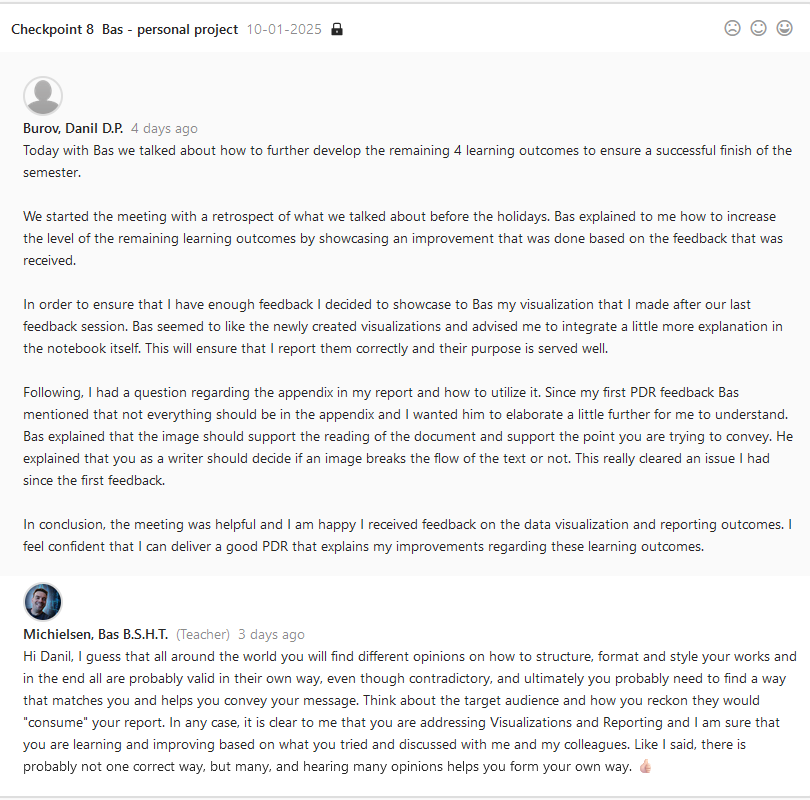 Checkpoint 8 Bas - personal project 10-01-2025
Burov, Danil D.P. 4 days ago
Today with Bas we talked about how to further develop the remaining 4 learning outcomes to ensure a successful finish of the
semester.
We started the meeting with a retrospect of what we talked about before the holidays. Bas explained to me how to increase
the level of the remaining learning outcomes by showcasing an improvement that was done based on the feedback that was
received.
In order to ensure that I have enough feedback I decided to showcase to Bas my visualization that I made after our last
feedback session. Bas seemed to like the newly created visualizations and advised me to integrate a little more explanation in
the notebook itself. This will ensure that I report them correctly and their purpose is served well.
Following, I had a question regarding the appendix in my report and how to utilize it. Since my first PDR feedback Bas
mentioned that not everything should be in the appendix and I wanted him to elaborate a little further for me to understand.
Bas explained that the image should support the reading of the document and support the point you are trying to convey. He
explained that you as a writer should decide if an image breaks the flow of the text or not. This really cleared an issue I had
since the first feedback.
In conclusion, the meeting was helpful and I am happy I received feedback on the data visualization and reporting outcomes. I
feel confident that I can deliver a good PDR that explains my improvements regarding these learning outcomes.
Michielsen, Bas B.S.H.T. (Teacher) 3 days ago
Hi Danil, I guess that all around the world you will find different opinions on how to structure, format and style your works and
in the end all are probably valid in their own way, even though contradictory, and ultimately you probably need to find a way
that matches you and helps you convey your message. Think about the target audience and how you reckon they would
"consume" your report. In any case, it is clear to me that you are addressing Visualizations and Reporting and I am sure that
you are learning and improving based on what you tried and discussed with me and my colleagues. Like I said, there is
probably not one correct way, but many, and hearing many opinions helps you form your own way. 👍🏻